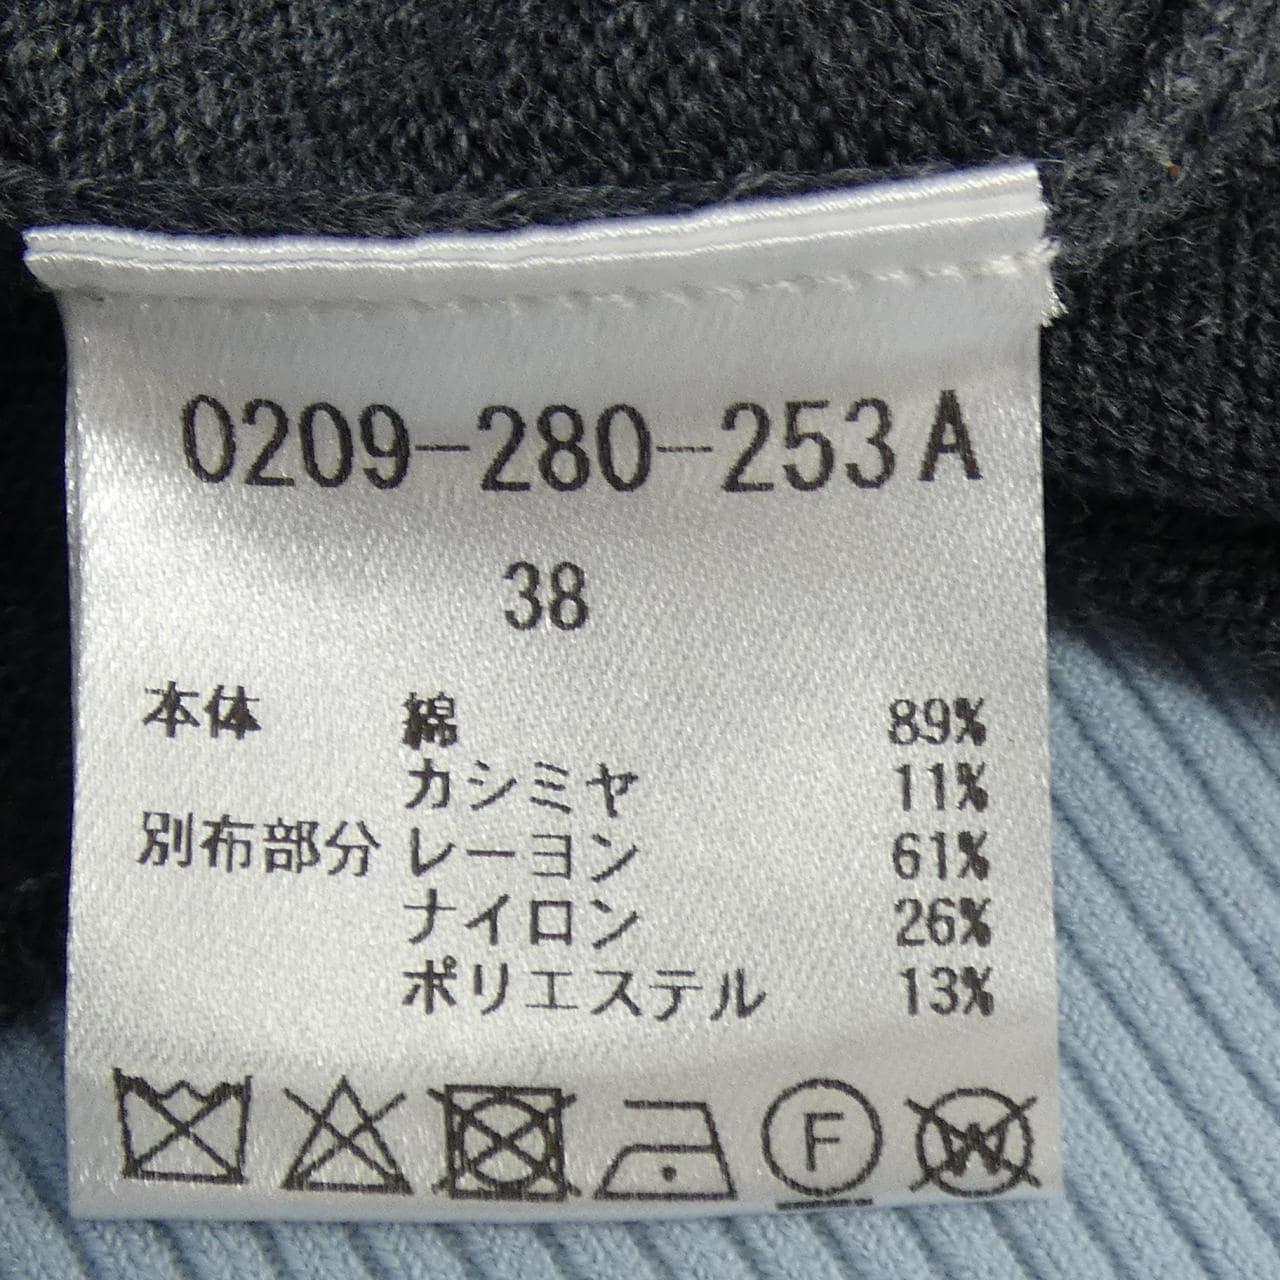 0209-280-253A
38
本体 綿 89%
カシミヤ 11%
別布部分 レーヨン 61%
ナイロン 26%
ポリエステル 13%
F W